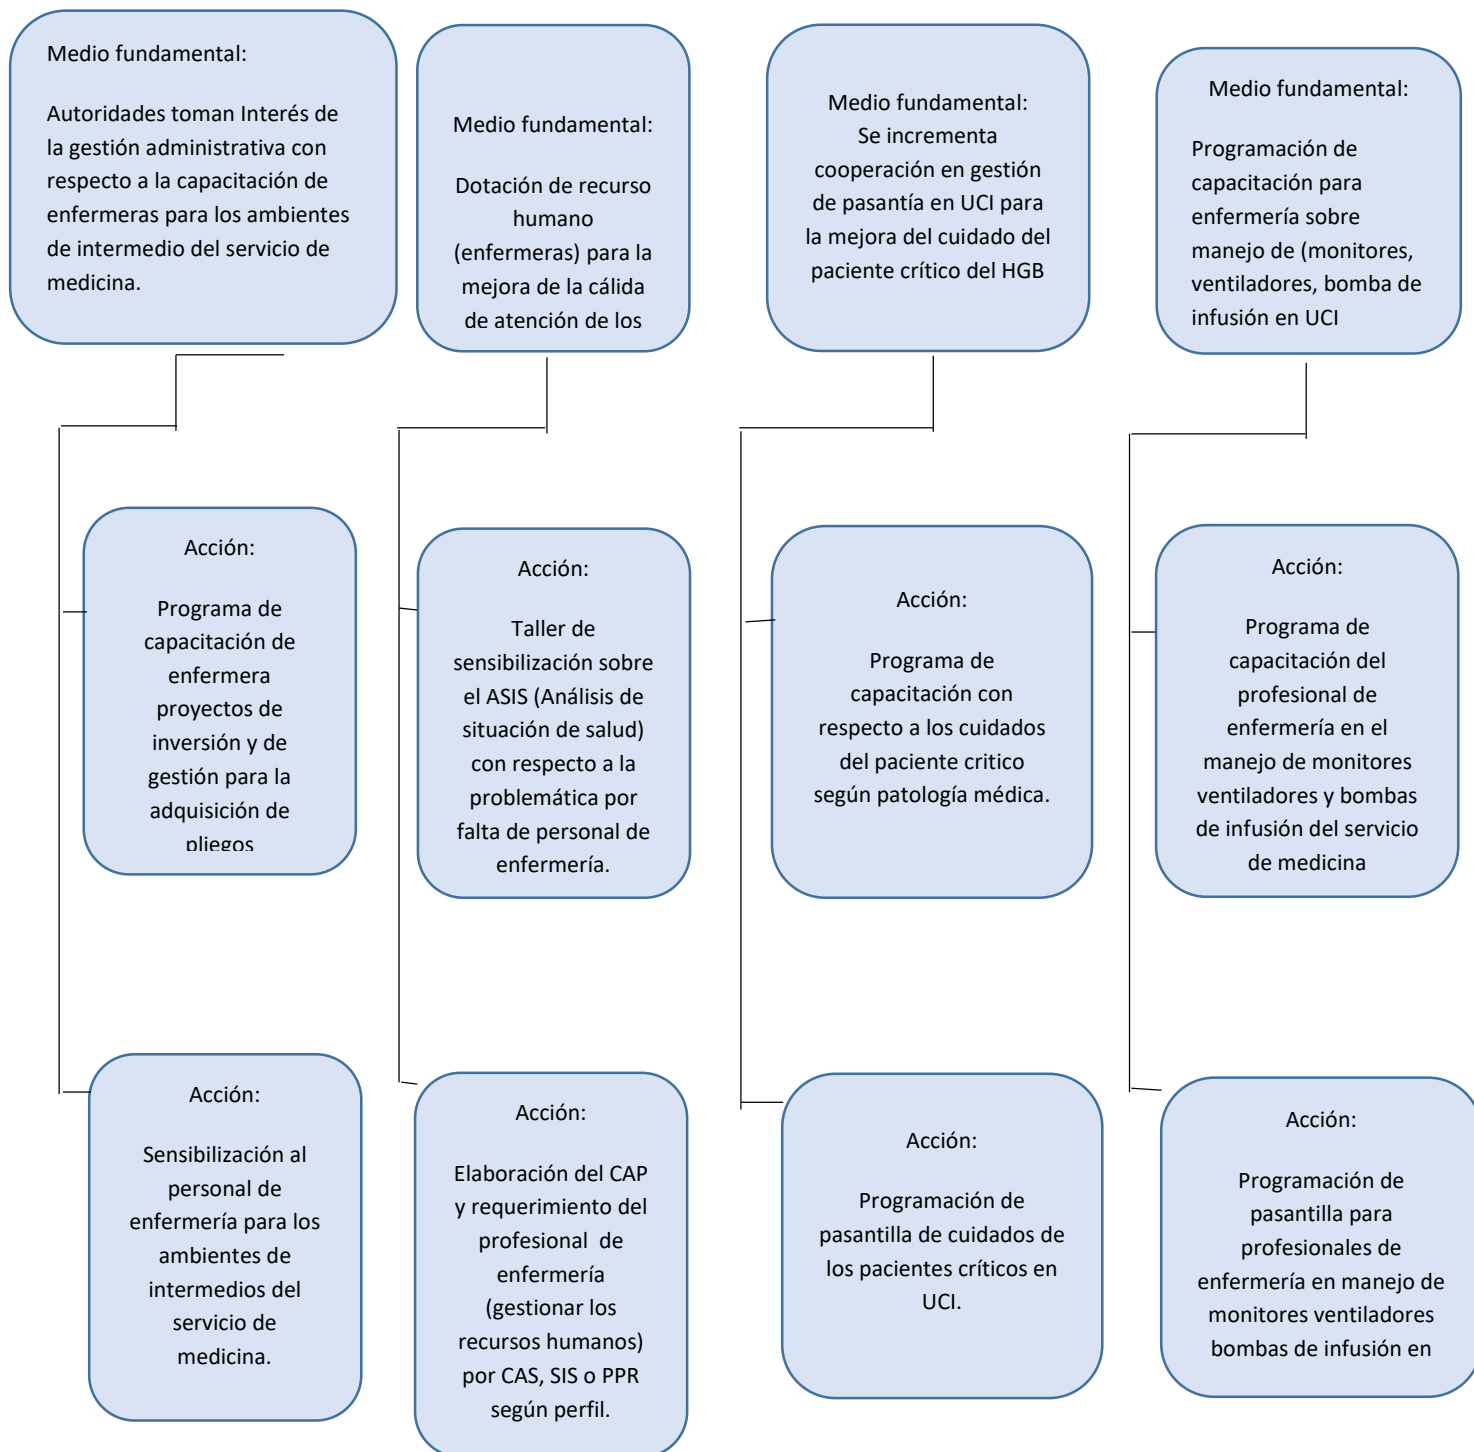 Medio fundamental:
Autoridades toman Interés de
la gestión administrativa con
respecto a la capacitación de
enfermeras para los ambientes
de intermedio del servicio de
medicina.
Medio fundamental:
Dotación de recurso
humano
(enfermeras) para la
mejora de la cálida
de atención de los
Medio fundamental:
Se incrementa
cooperación en gestión
de pasantía en UCI para
la mejora del cuidado del
paciente crítico del HGB
Medio fundamental:
Programación de
capacitación para
enfermería sobre
manejo de (monitores,
ventiladores, bomba de
infusión en UCI
Acción:
Programa de
capacitación de
enfermera
proyectos de
inversión y de
gestión para la
adquisición de
pliegos
Acción:
Taller de
sensibilización sobre
el ASIS (Análisis de
situación de salud)
con respecto a la
problemática por
falta de personal de
enfermería.
Acción:
Programa de
capacitación con
respecto a los cuidados
del paciente critico
según patología médica.
Acción:
Programa de
capacitación del
profesional de
enfermería en el
manejo de monitores
ventiladores y bombas
de infusión del servicio
de medicina
Acción:
Sensibilización al
personal de
enfermería para los
ambientes de
intermedios del
servicio de
medicina.
Acción:
Elaboración del CAP
y requerimiento del
profesional  de
enfermería
(gestionar los
recursos humanos)
por CAS, SIS o PPR
según perfil.
Acción:
Programación de
pasantilla de cuidados de
los pacientes críticos en
UCI.
Acción:
Programación de
pasantilla para
profesionales de
enfermería en manejo de
monitores ventiladores
bombas de infusión en